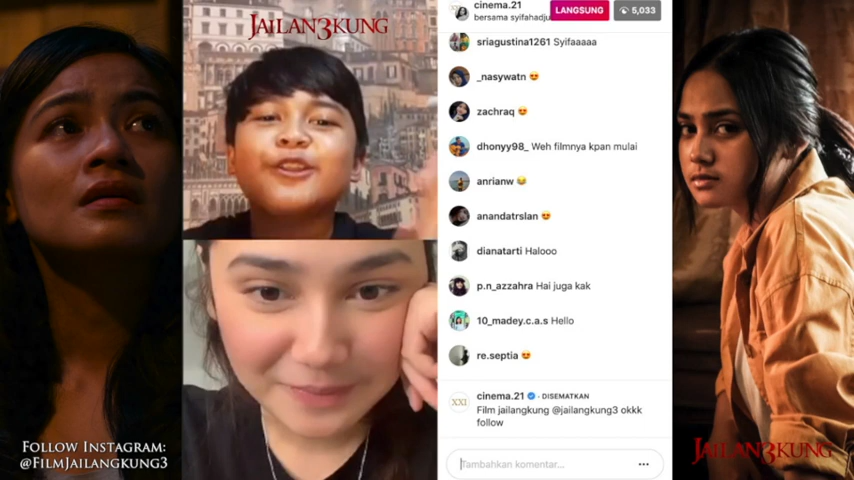 JAILAN3KUNG
cinema.21
bersama syifahadju
LANGSUNG
5,033
sriagustina1261 Syifaaaaa
_nasywatn 😍
zachraq 😍
dhonyy98_ Weh filmnya kpan mulai
anrianw 😂
anandatrslan 😍
dianatarti Halooo
p.n_azzahra Hai juga kak
10_madey.c.a.s Hello
re.septia 😍
XXI
cinema.21 · DISEMATKAN
Film jailangkung @jailangkung3 okkk
follow
Tambahkan komentar...
FOLLOW INSTAGRAM:
@FILMJAILANGKUNG3
JAILAN3KUNG